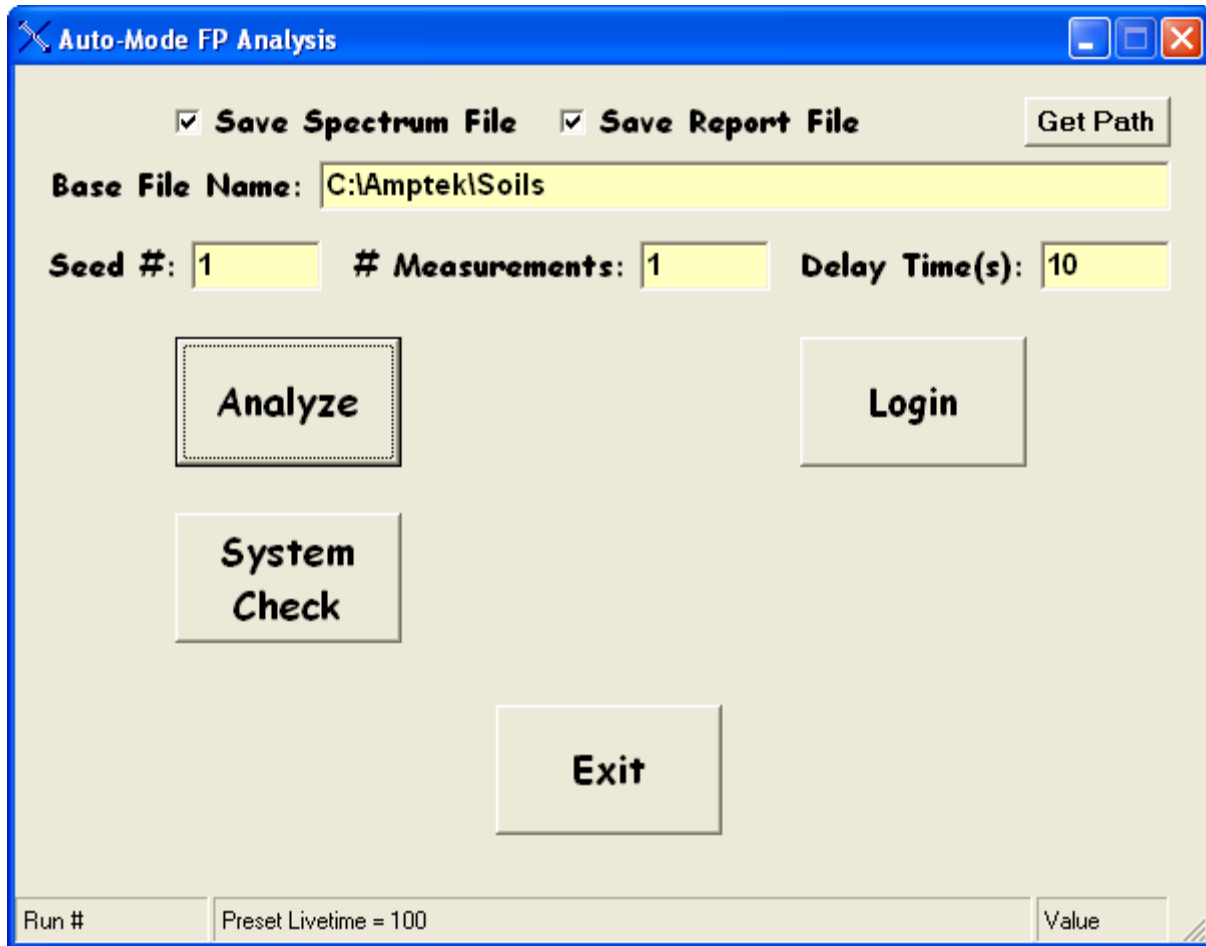 Auto-Mode FP Analysis
Save Spectrum File Save Report File Get Path
Base File Name: C:\Amptek\Soils
Seed #: 1 # Measurements: 1 Delay Time(s): 10
Analyze Login
System
Check
Exit
Run # Preset Livetime = 100 Value